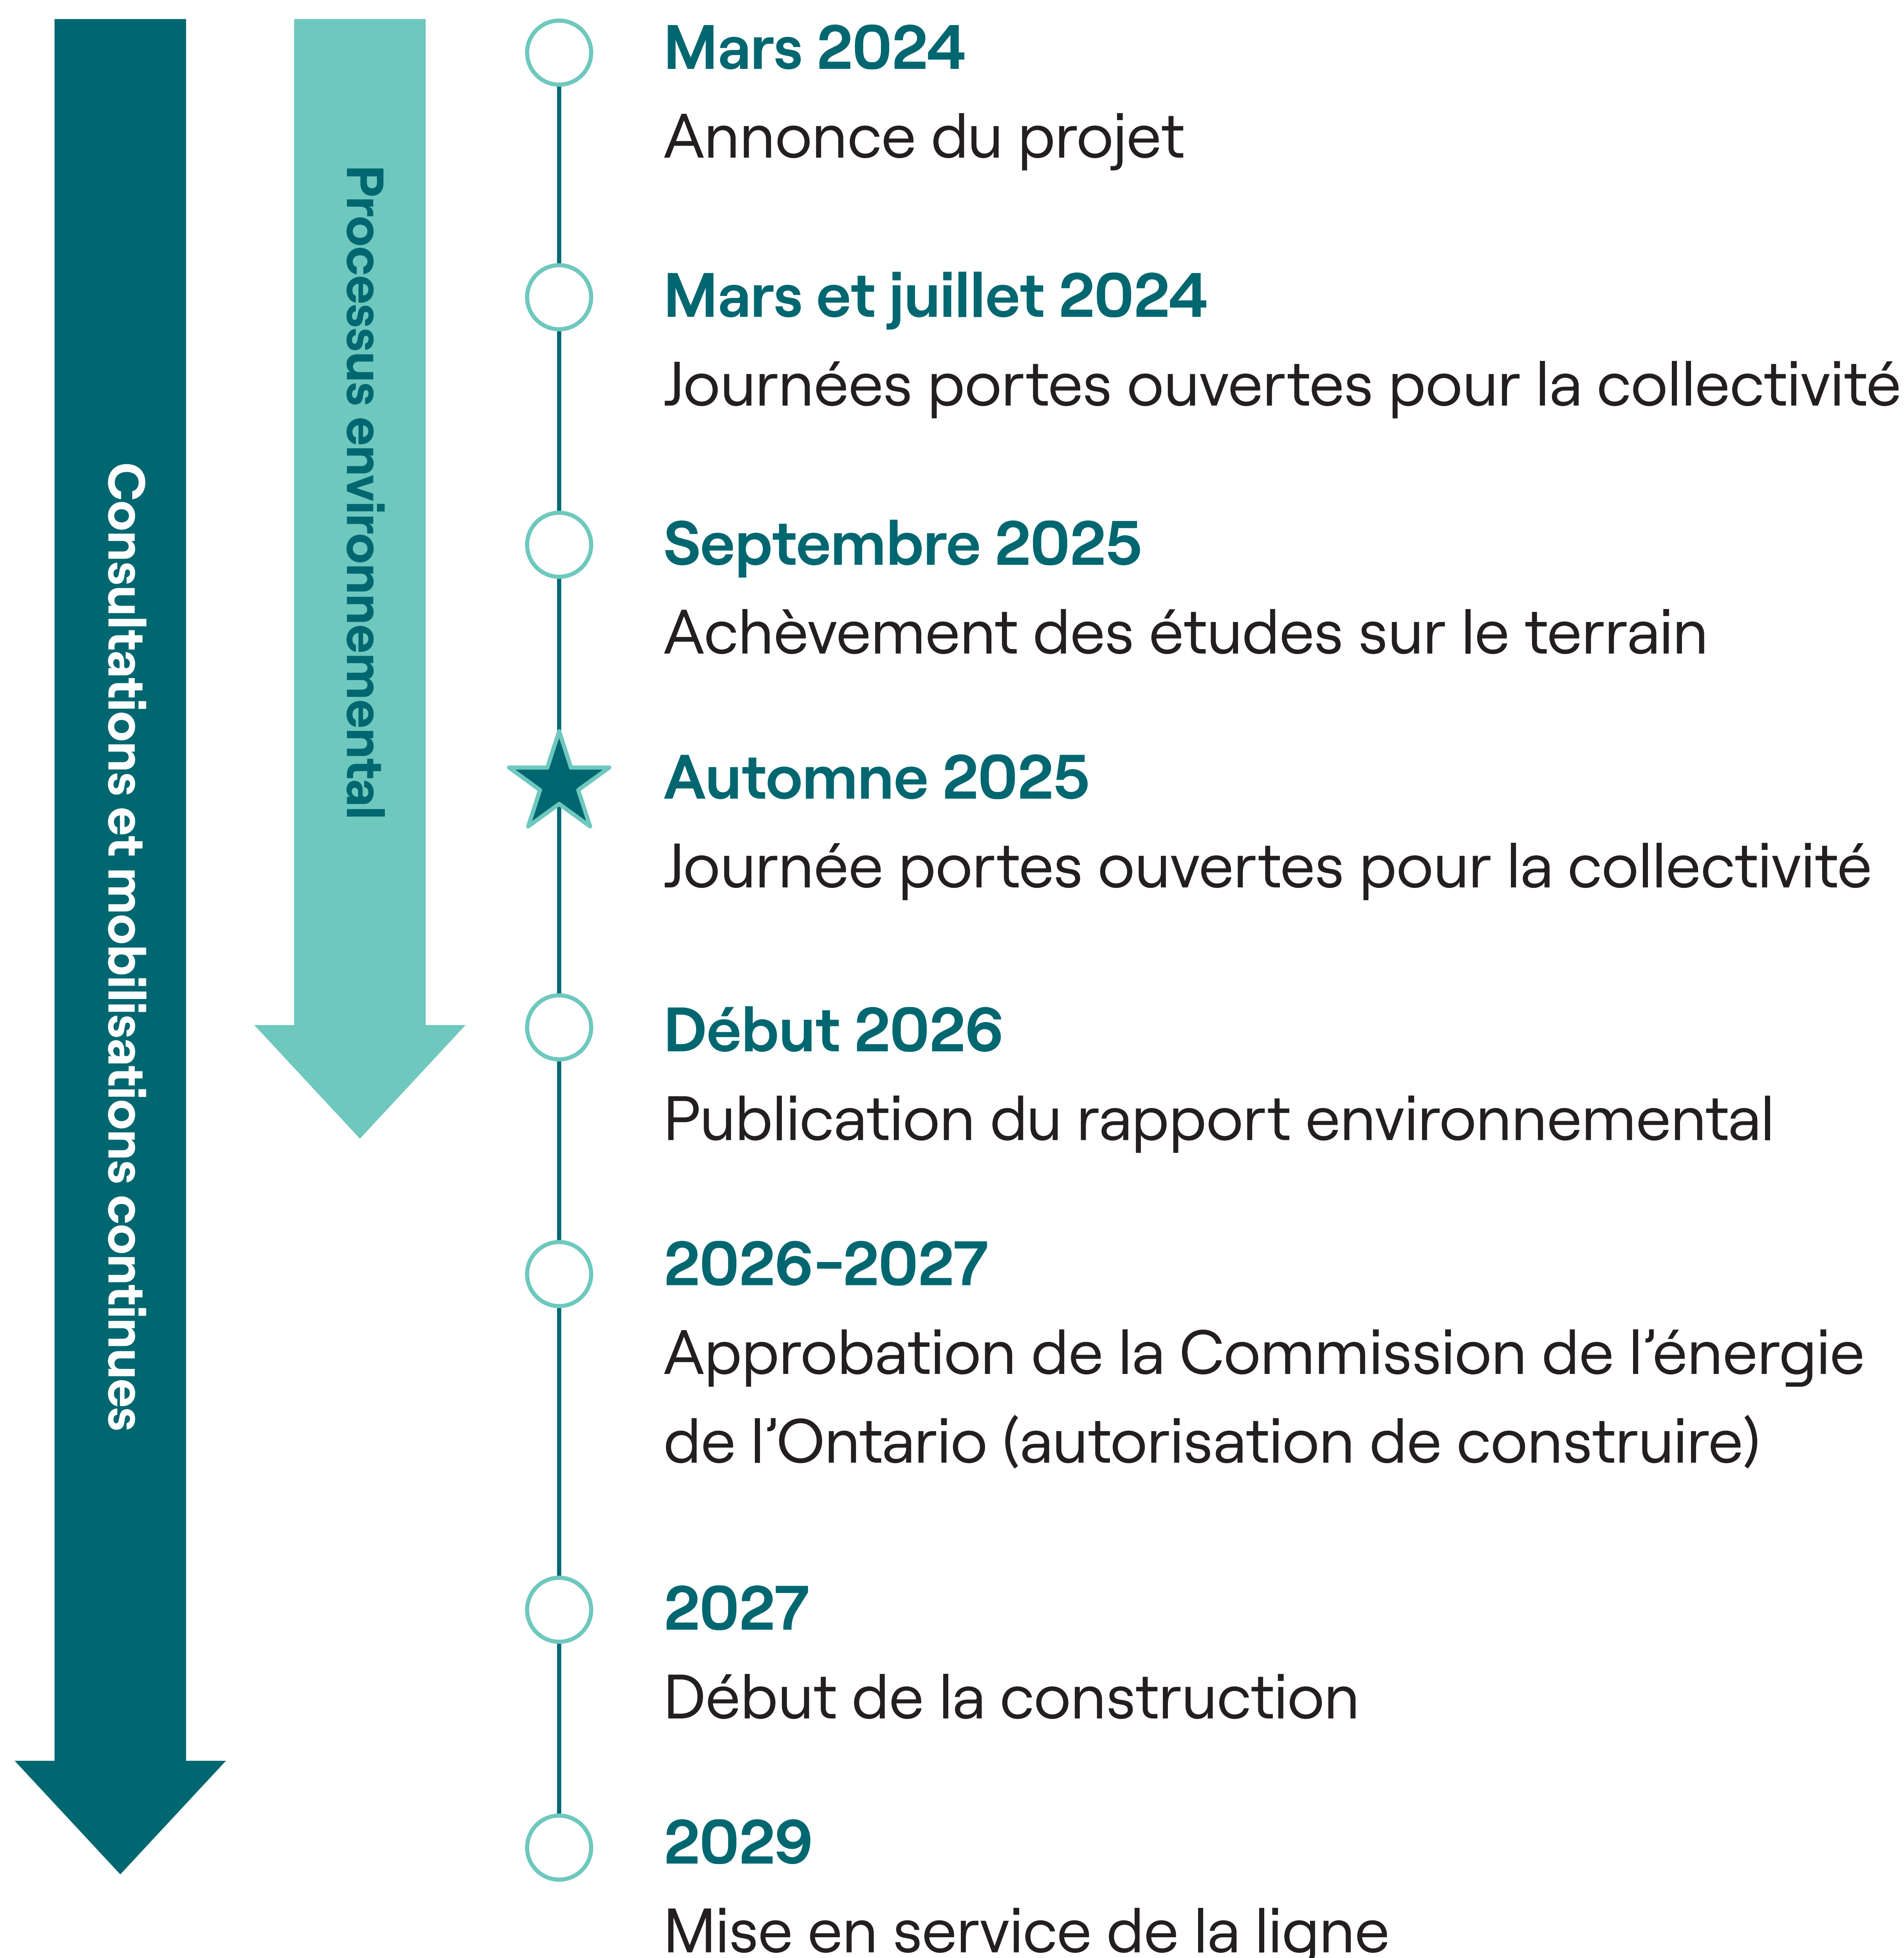 Consultations et mobilisations continues
Processus environnemental
Mars 2024
Annonce du projet
Mars et juillet 2024
Journées portes ouvertes pour la collectivité
Septembre 2025
Achèvement des études sur le terrain
Automne 2025
Journée portes ouvertes pour la collectivité
Début 2026
Publication du rapport environnemental
2026-2027
Approbation de la Commission de l’énergie
de l’Ontario (autorisation de construire)
2027
Début de la construction
2029
Mise en service de la ligne